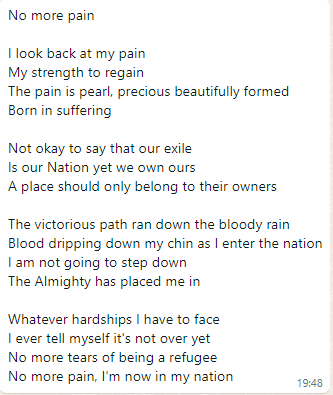 No more pain
I look back at my pain
My strength to regain
The pain is pearl, precious beautifully formed
Born in suffering
Not okay to say that our exile
Is our Nation yet we own ours
A place should only belong to their owners
The victorious path ran down the bloody rain
Blood dripping down my chin as I enter the nation
I am not going to step down
The Almighty has placed me in
Whatever hardships I have to face
I ever tell myself it's not over yet
No more tears of being a refugee
No more pain, I'm now in my nation
19:48